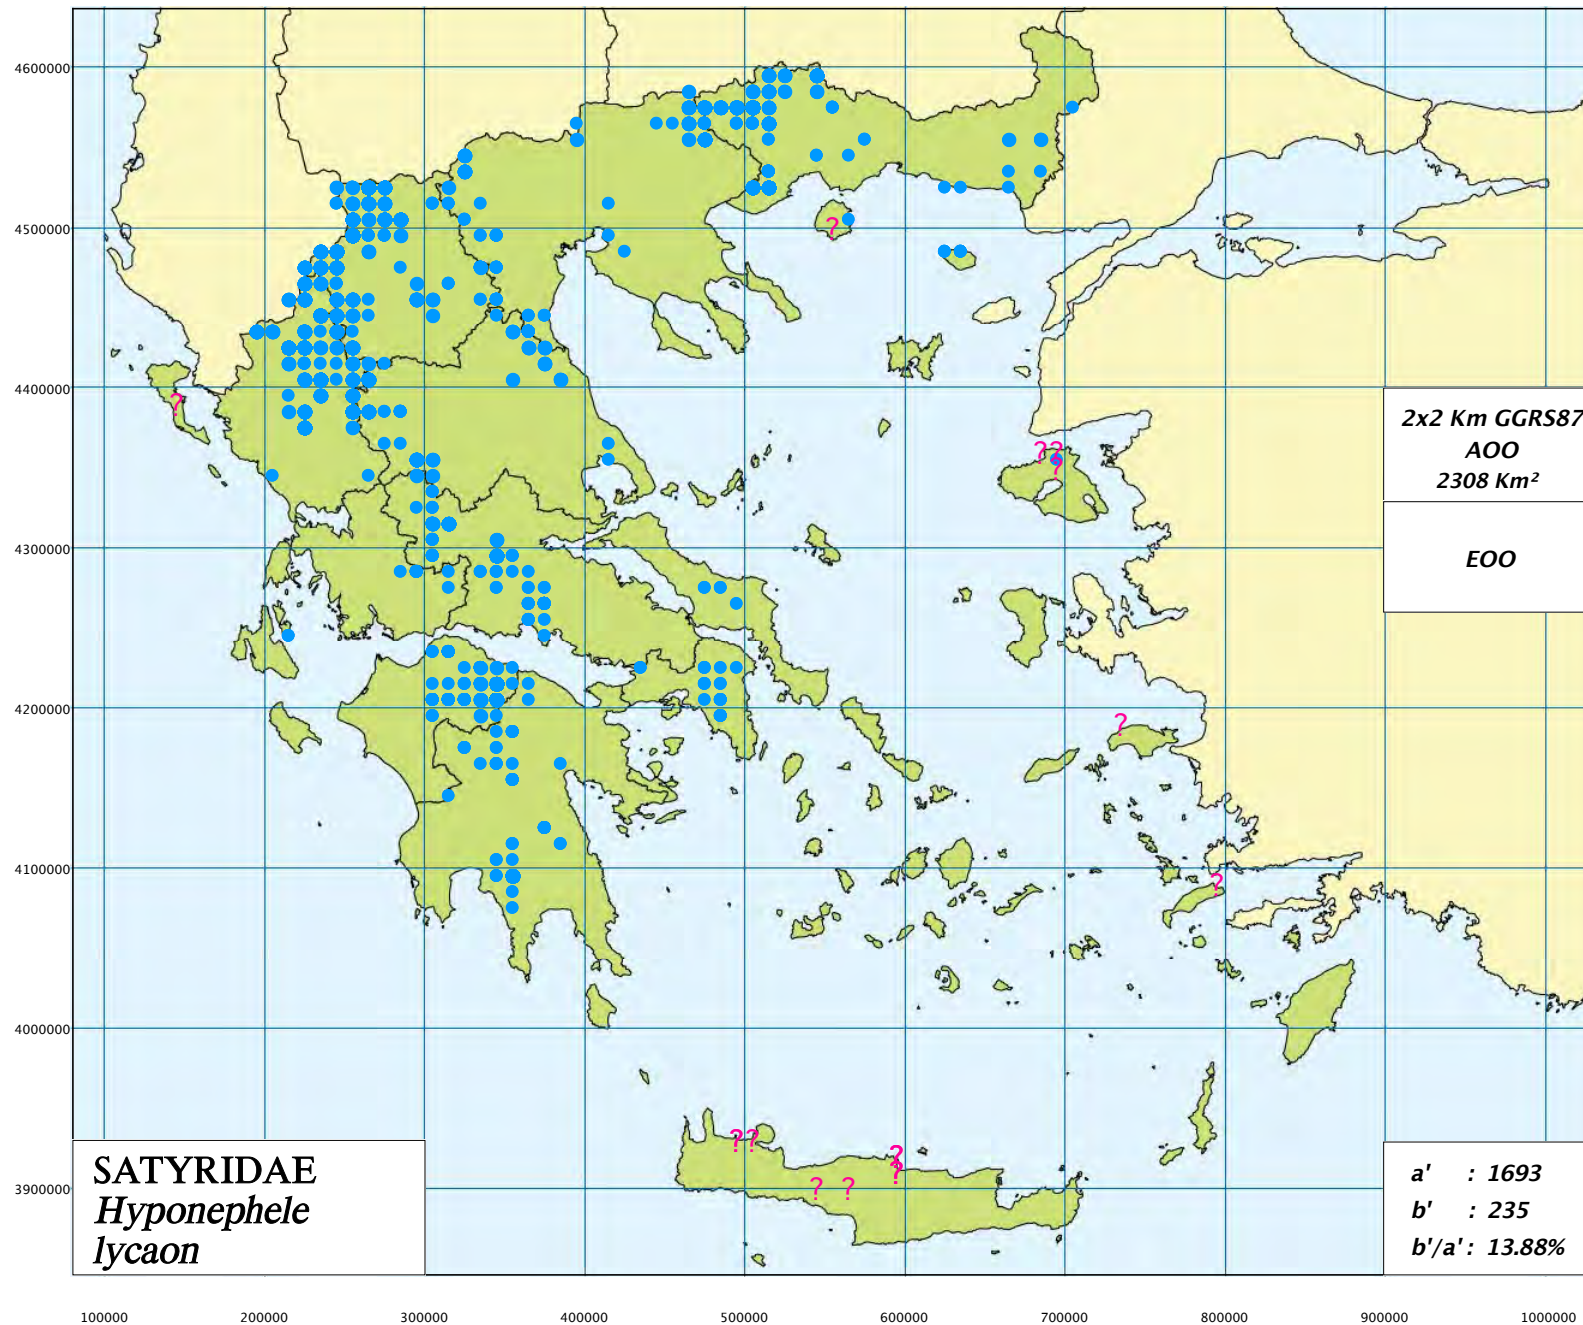 4600000
4500000
4400000
4300000
4200000
4100000
4000000
3900000
?
?
??
?
?
?
??
?
?
? ?
2x2 Km GGRS87
AOO
2308 Km²
EOO
SATYRIDAE
Hyponephele
lycaon
a' : 1693
b' : 235
b'/a' : 13.88%
100000 200000 300000 400000 500000 600000 700000 800000 900000 1000000